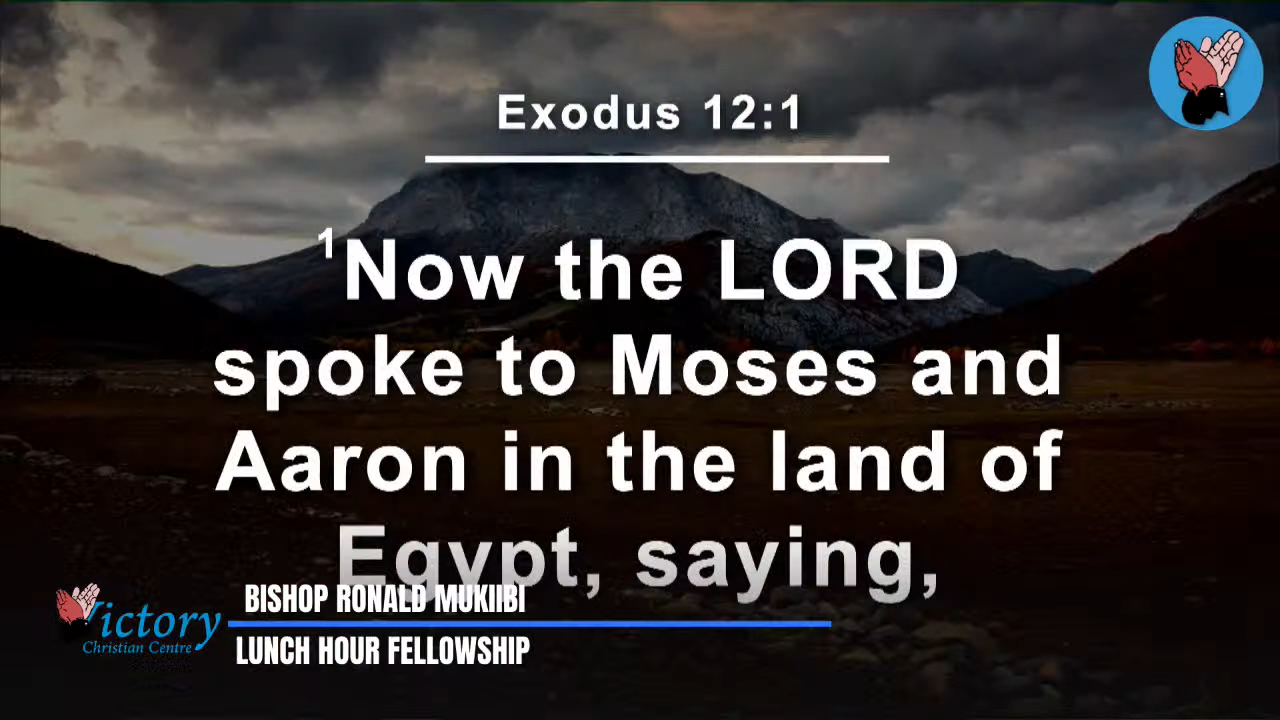 Exodus 12:1
¹Now the LORD
spoke to Moses and
Aaron in the land of
Egypt, saying,
BISHOP RONALD MUKIIBI
Victory
Christian Centre
LUNCH HOUR FELLOWSHIP